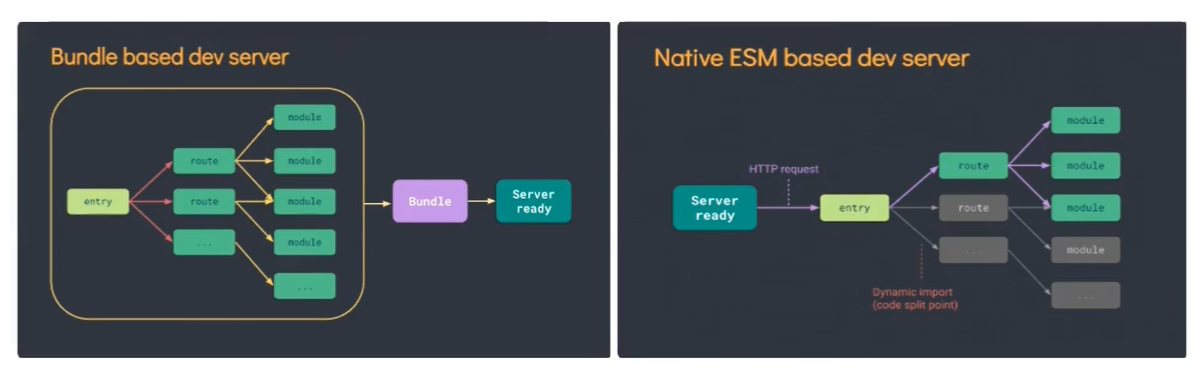 Bundle based dev server
entry
route
route
...
module
module
module
module
...
Bundle
Server
ready
Native ESM based dev server
Server
ready
HTTP request
entry
route
route
...
Dynamic import
(code split point)
module
module
module
module
...